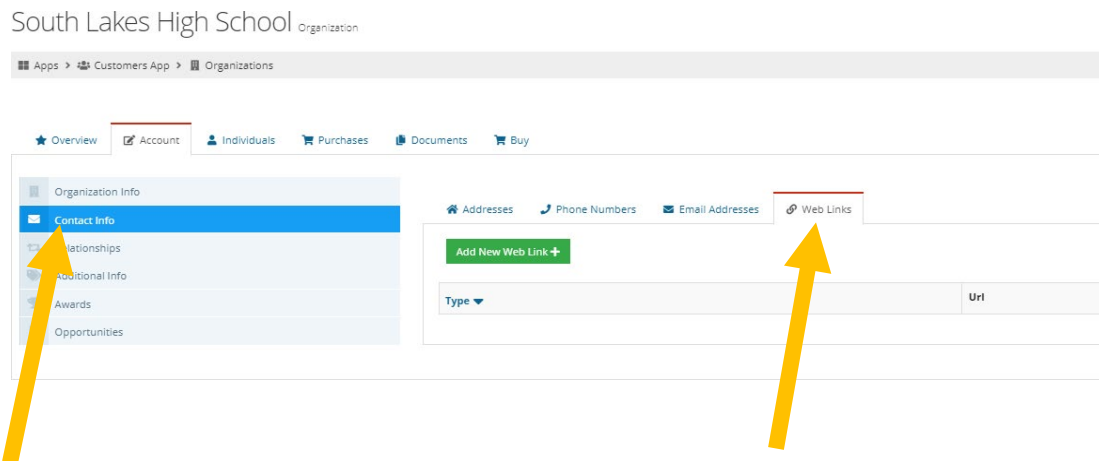 South Lakes High School Organization
Apps > Customers App > Organizations
Overview Account Individuals Purchases Documents Buy
Organization Info
Contact Info
Relationships
Additional Info
Awards
Opportunities
Addresses Phone Numbers Email Addresses Web Links
Add New Web Link +
Type Url